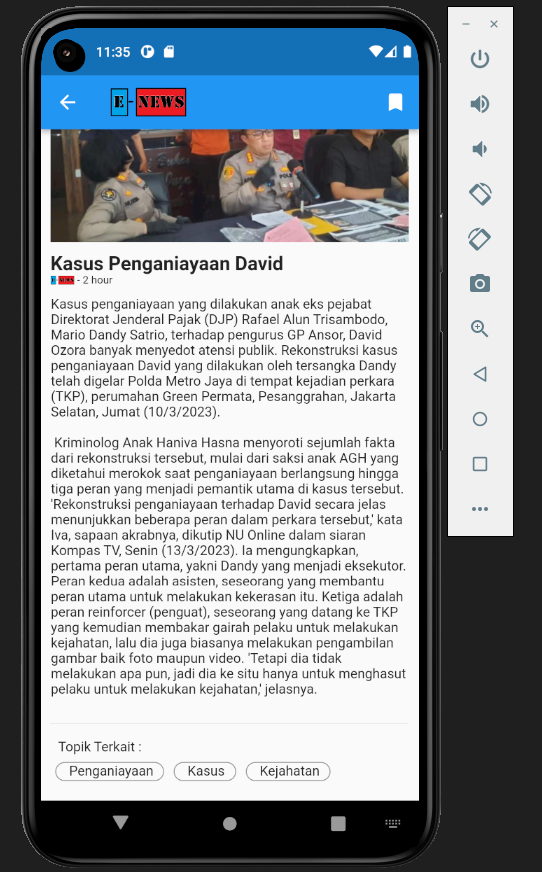 11:35
E-NEWS
Kasus Penganiayaan David
E-NEWS - 2 hour
Kasus penganiayaan yang dilakukan anak eks pejabat
Direktorat Jenderal Pajak (DJP) Rafael Alun Trisambodo,
Mario Dandy Satrio, terhadap pengurus GP Ansor, David
Ozora banyak menyedot atensi publik. Rekonstruksi kasus
penganiayaan David yang dilakukan oleh tersangka Dandy
telah digelar Polda Metro Jaya di tempat kejadian perkara
(TKP), perumahan Green Permata, Pesanggrahan, Jakarta
Selatan, Jumat (10/3/2023).
Kriminolog Anak Haniva Hasna menyoroti sejumlah fakta
dari rekonstruksi tersebut, mulai dari saksi anak AGH yang
diketahui merokok saat penganiayaan berlangsung hingga
tiga peran yang menjadi pemantik utama di kasus tersebut.
'Rekonstruksi penganiayaan terhadap David secara jelas
menunjukkan beberapa peran dalam perkara tersebut,' kata
Iva, sapaan akrabnya, dikutip NU Online dalam siaran
Kompas TV, Senin (13/3/2023). Ia mengungkapkan,
pertama peran utama, yakni Dandy yang menjadi eksekutor.
Peran kedua adalah asisten, seseorang yang membantu
peran utama untuk melakukan kekerasan itu. Ketiga adalah
peran reinforcer (penguat), seseorang yang datang ke TKP
yang kemudian membakar gairah pelaku untuk melakukan
kejahatan, lalu dia juga biasanya melakukan pengambilan
gambar baik foto maupun video. 'Tetapi dia tidak
melakukan apa pun, jadi dia ke situ hanya untuk menghasut
pelaku untuk melakukan kejahatan,' jelasnya.
Topik Terkait :
Penganiayaan Kasus Kejahatan